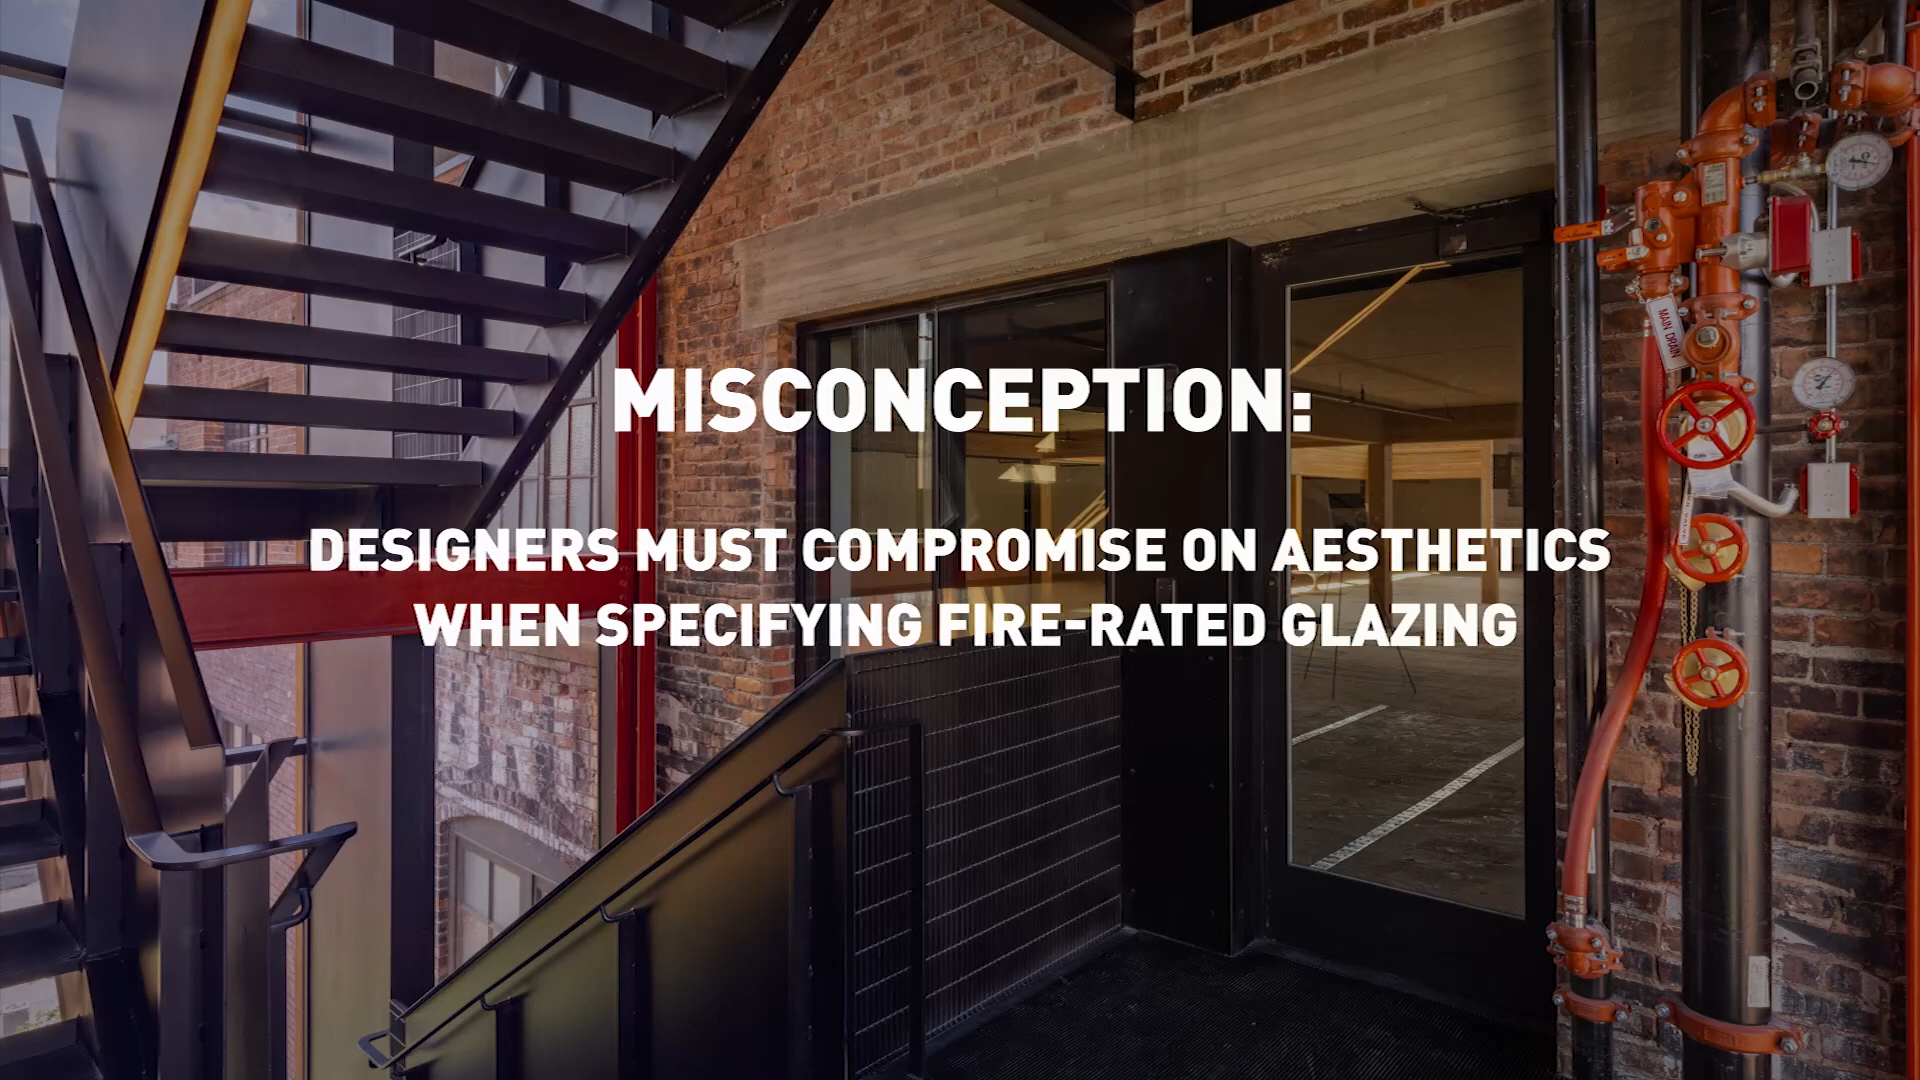 MISCONCEPTION:
DESIGNERS MUST COMPROMISE ON AESTHETICS
WHEN SPECIFYING FIRE-RATED GLAZING
MAIN DRAIN